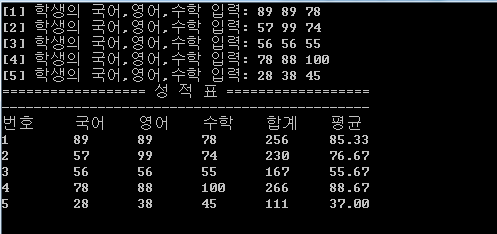 [1] 학생의 국어,영어,수학 입력: 89 89 78
[2] 학생의 국어,영어,수학 입력: 57 99 74
[3] 학생의 국어,영어,수학 입력: 56 56 55
[4] 학생의 국어,영어,수학 입력: 78 88 100
[5] 학생의 국어,영어,수학 입력: 28 38 45
================== 성 적 표 ==================
번호 국어 영어 수학 합계 평균
1 89 89 78 256 85.33
2 57 99 74 230 76.67
3 56 56 55 167 55.67
4 78 88 100 266 88.67
5 28 38 45 111 37.00